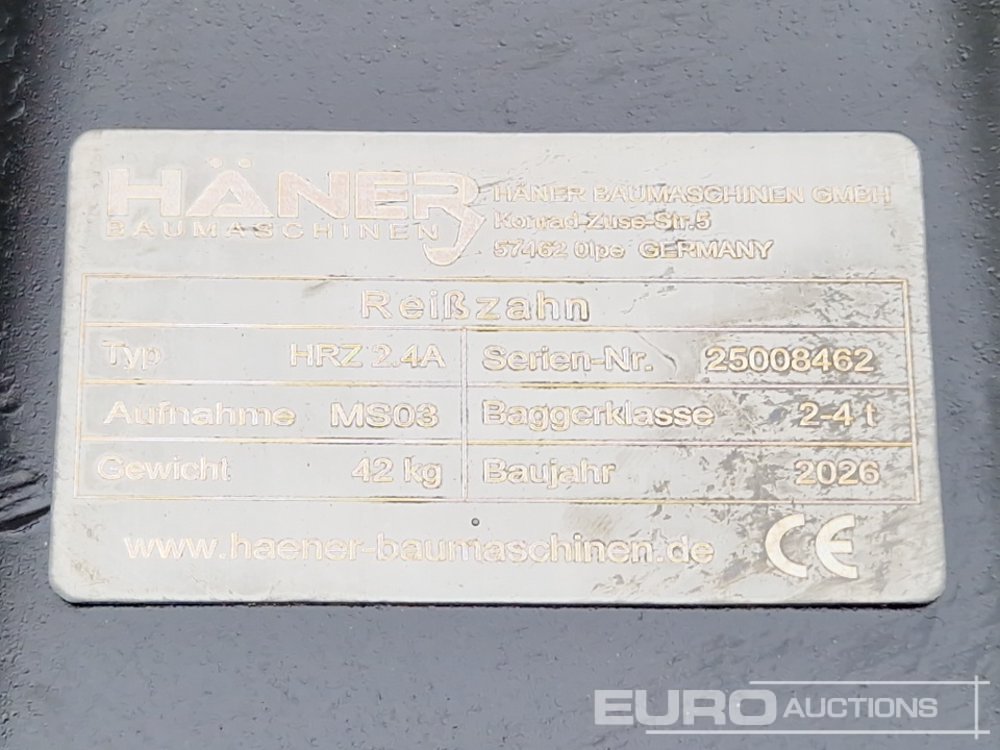 HÄNER
BAUMASCHINEN
HÄNER BAUMASCHINEN GMBH
Konrad-Zuse-Str.5
57462 Olpe GERMANY
Reißzahn
Typ HRZ 2.4A Serien-Nr. 25008462
Aufnahme MS03 Baggerklasse 2-4 t
Gewicht 42 kg Baujahr 2026
www.haener-baumaschinen.de CE
EURO AUCTIONS